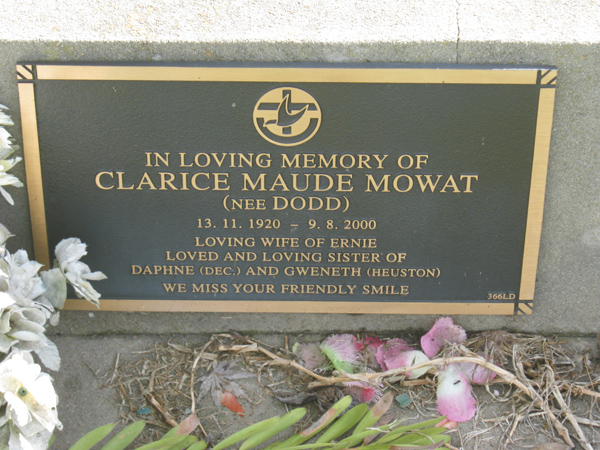 IN LOVING MEMORY OF
CLARICE MAUDE MOWAT
(NEE DODD)
13. 11. 1920 – 9. 8. 2000
LOVING WIFE OF ERNIE
LOVED AND LOVING SISTER OF
DAPHNE (DEC.) AND GWENETH (HEUSTON)
WE MISS YOUR FRIENDLY SMILE
366LD